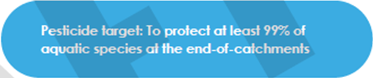 Pesticide target: To protect at least 99% of
aquatic species at the end-of-catchments